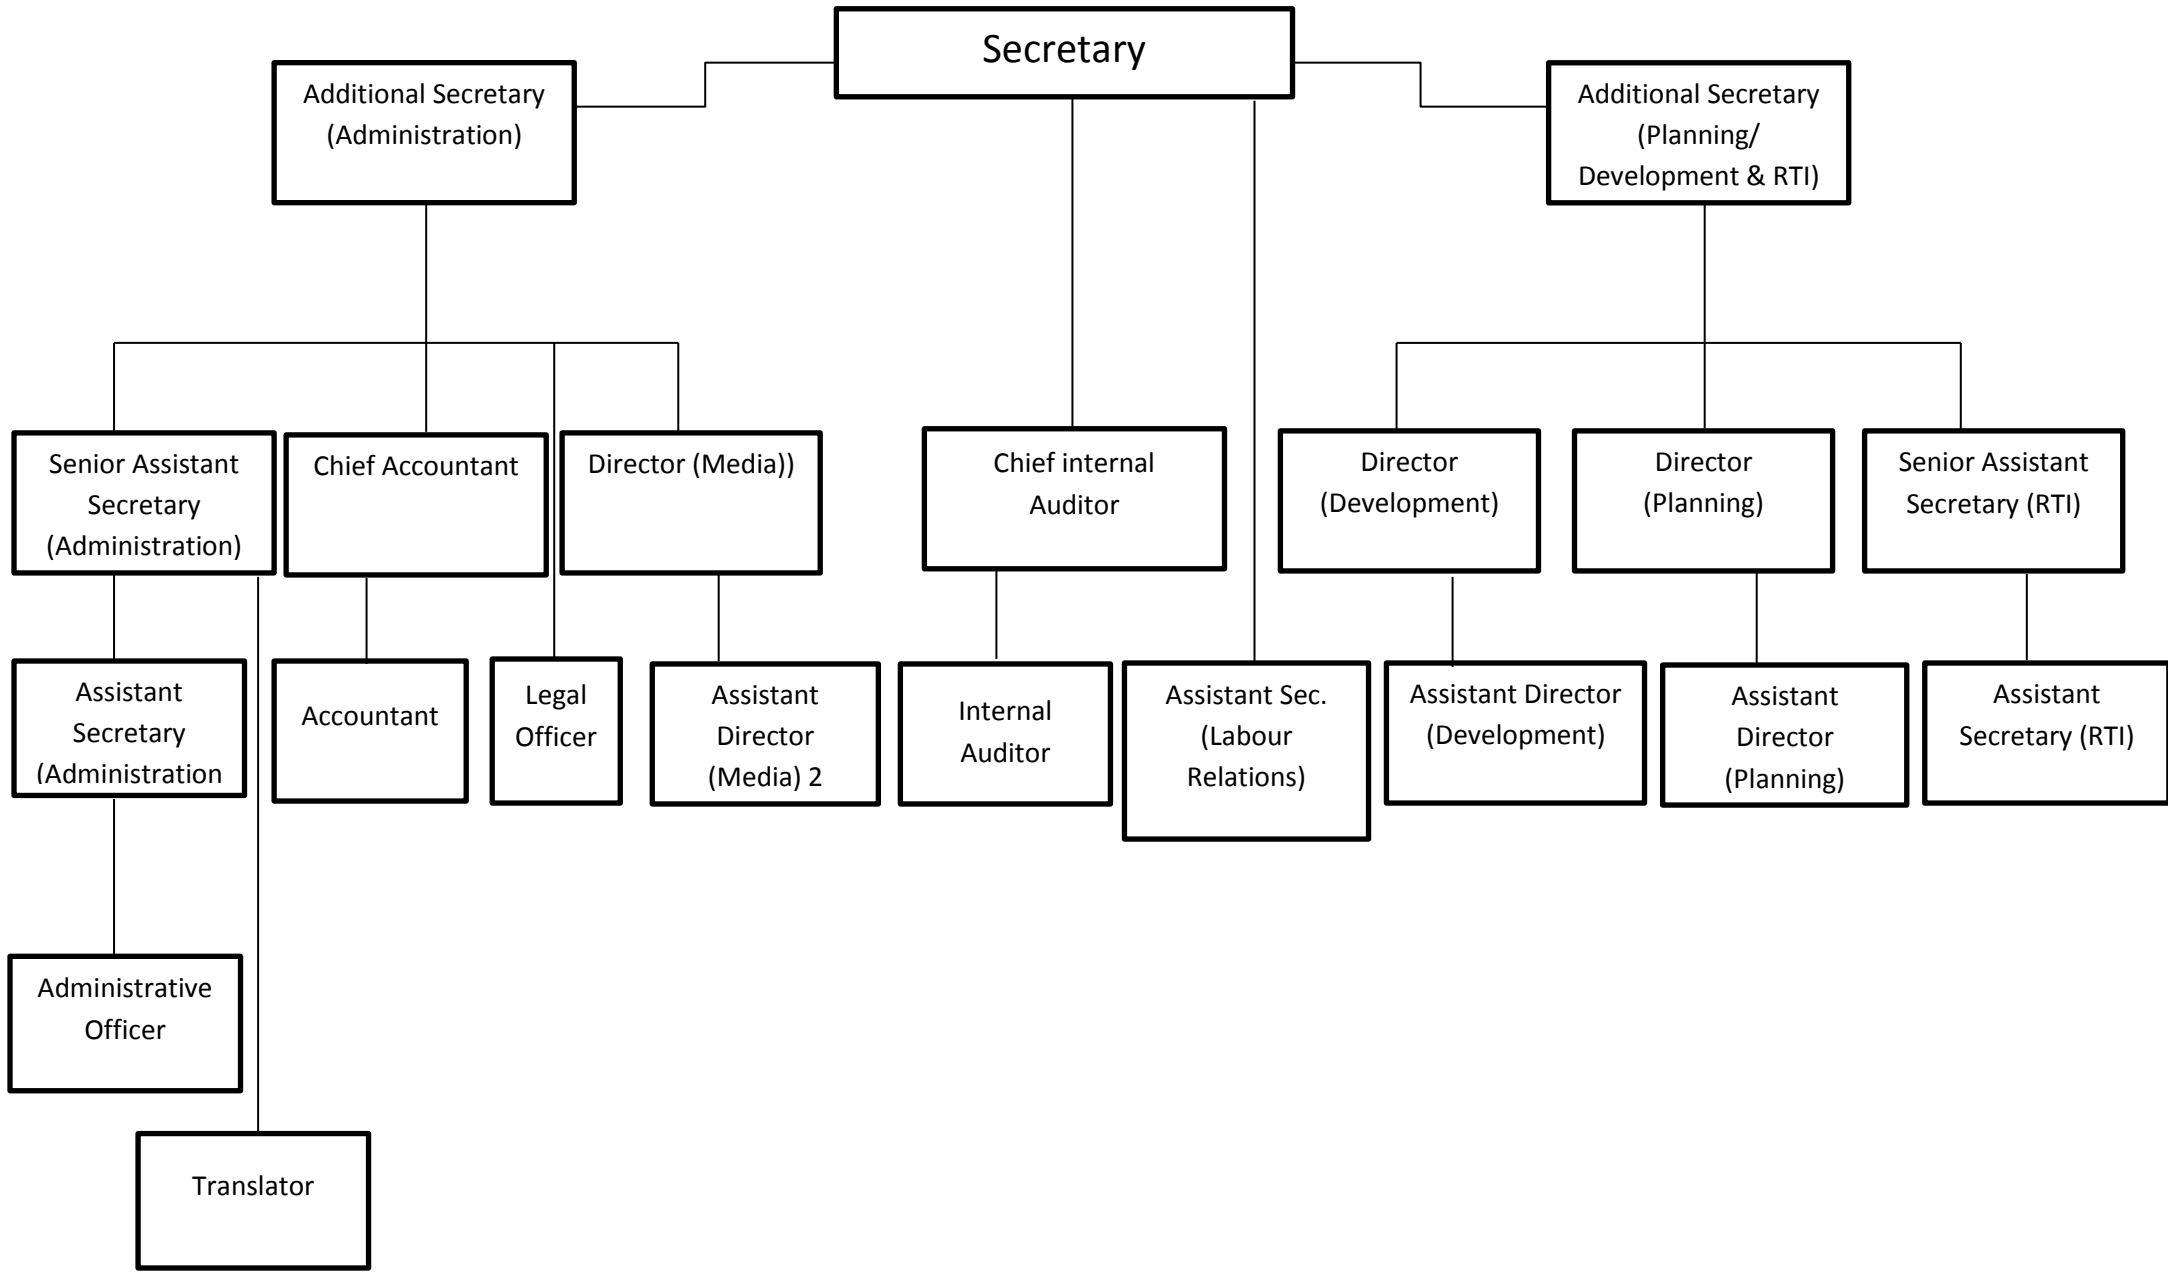 Secretary
Additional Secretary
(Administration)
Additional Secretary
(Planning/
Development & RTI)
Senior Assistant
Secretary
(Administration)
Chief Accountant
Director (Media))
Chief internal
Auditor
Director
(Development)
Director
(Planning)
Senior Assistant
Secretary (RTI)
Assistant
Secretary
(Administration
Accountant
Legal
Officer
Assistant
Director
(Media) 2
Internal
Auditor
Assistant Sec.
(Labour
Relations)
Assistant Director
(Development)
Assistant
Director
(Planning)
Assistant
Secretary (RTI)
Administrative
Officer
Translator